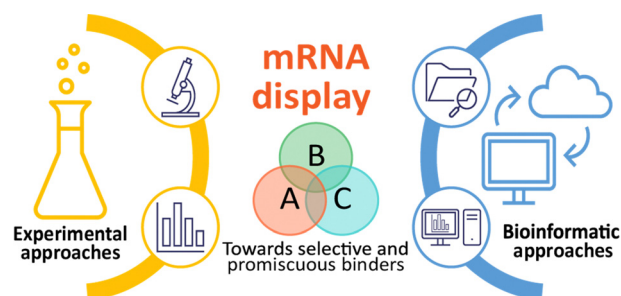 mRNA
display
B
A
C
Experimental
approaches
Towards selective and
promiscuous binders
Bioinformatic
approaches